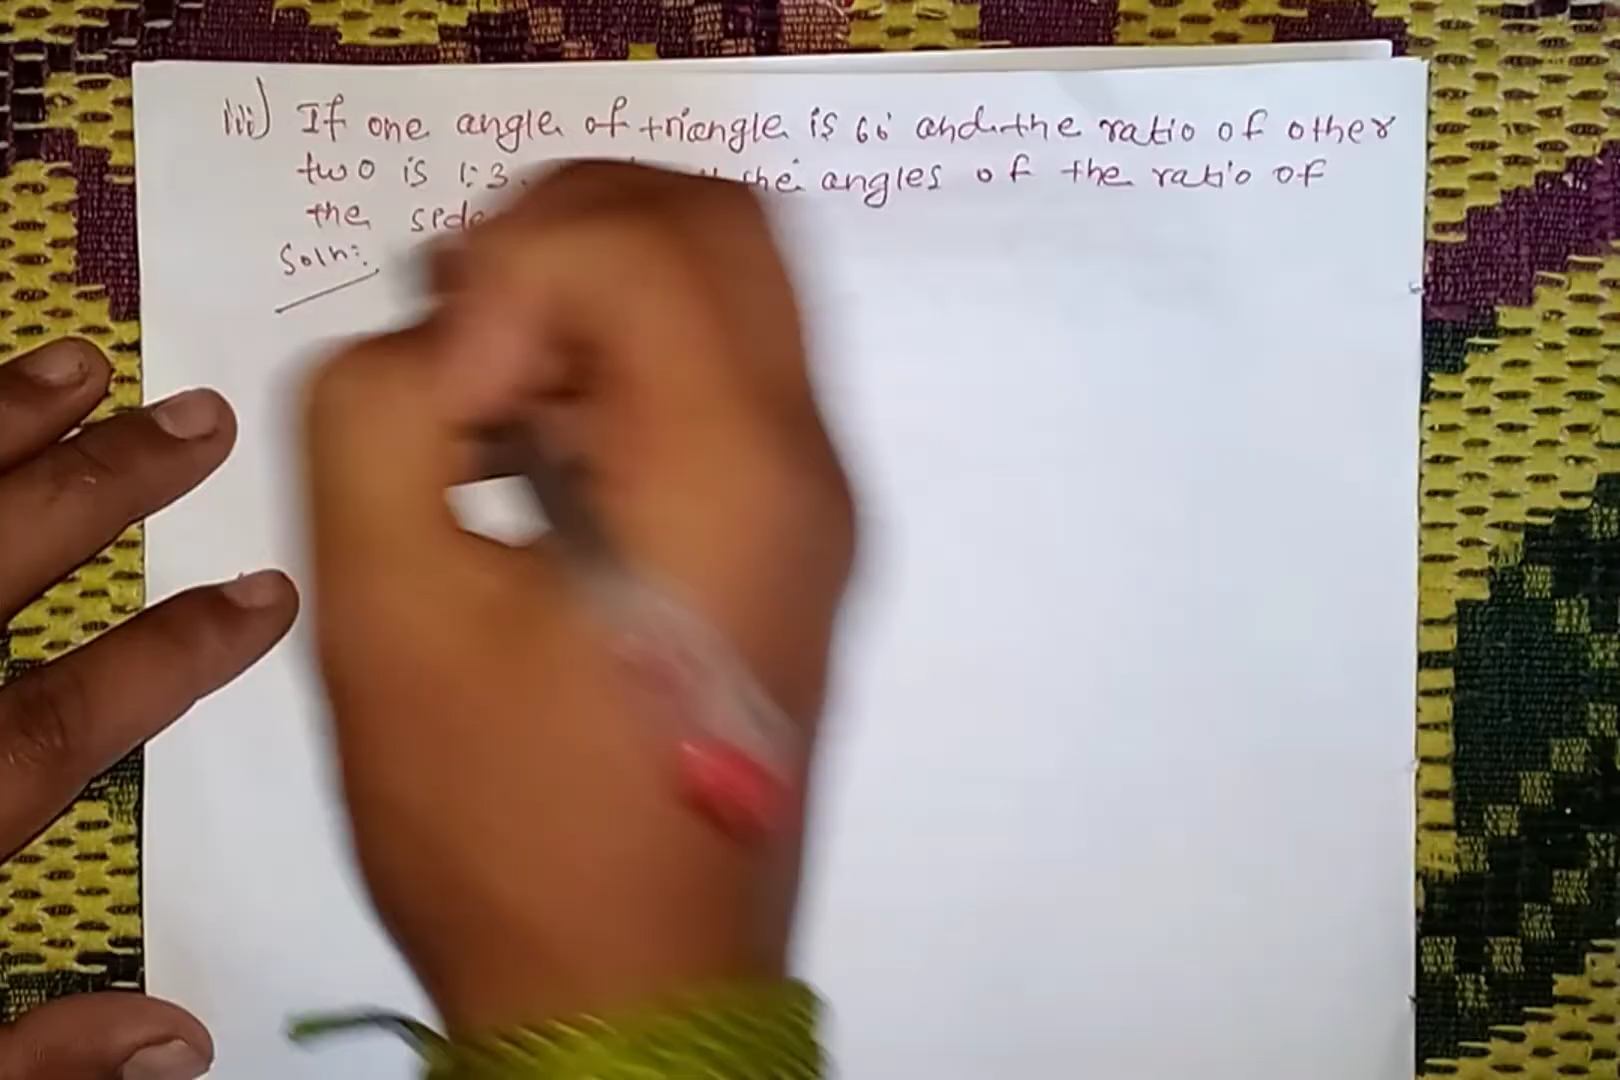 iii) If one angle of triangle is 60° and the ratio of other
two is 1:3. the angles of the ratio of
the side
Soln: